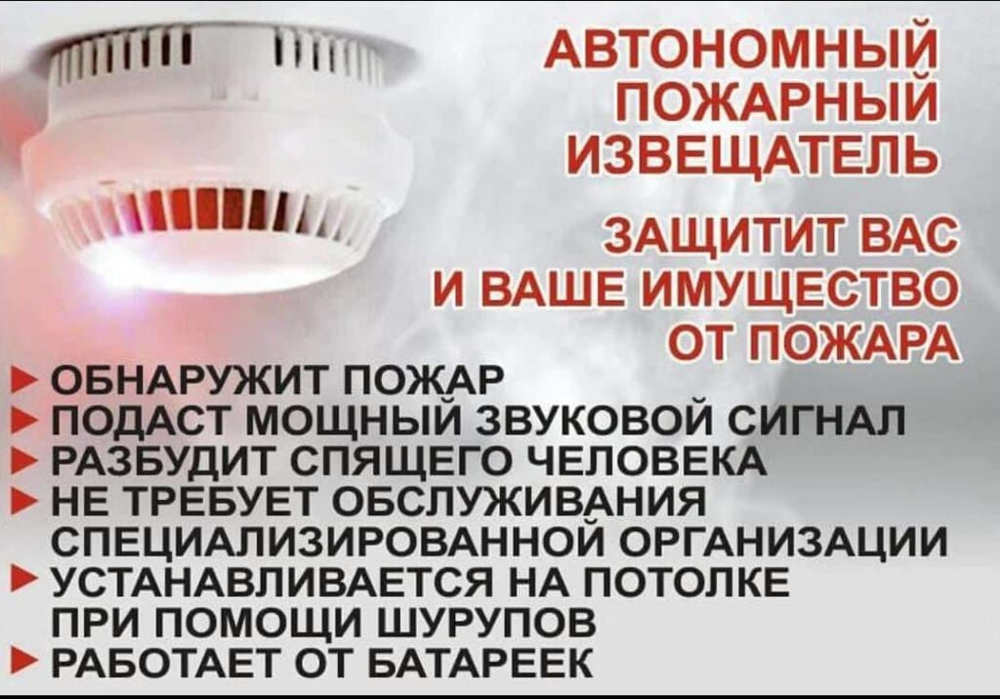 АВТОНОМНЫЙ
ПОЖАРНЫЙ
ИЗВЕЩАТЕЛЬ
ЗАЩИТИТ ВАС
И ВАШЕ ИМУЩЕСТВО
ОТ ПОЖАРА
ОБНАРУЖИТ ПОЖАР
ПОДАСТ МОЩНЫЙ ЗВУКОВОЙ СИГНАЛ
РАЗБУДИТ СПЯЩЕГО ЧЕЛОВЕКА
НЕ ТРЕБУЕТ ОБСЛУЖИВАНИЯ
СПЕЦИАЛИЗИРОВАННОЙ ОРГАНИЗАЦИИ
УСТАНАВЛИВАЕТСЯ НА ПОТОЛКЕ
ПРИ ПОМОЩИ ШУРУПОВ
РАБОТАЕТ ОТ БАТАРЕЕК